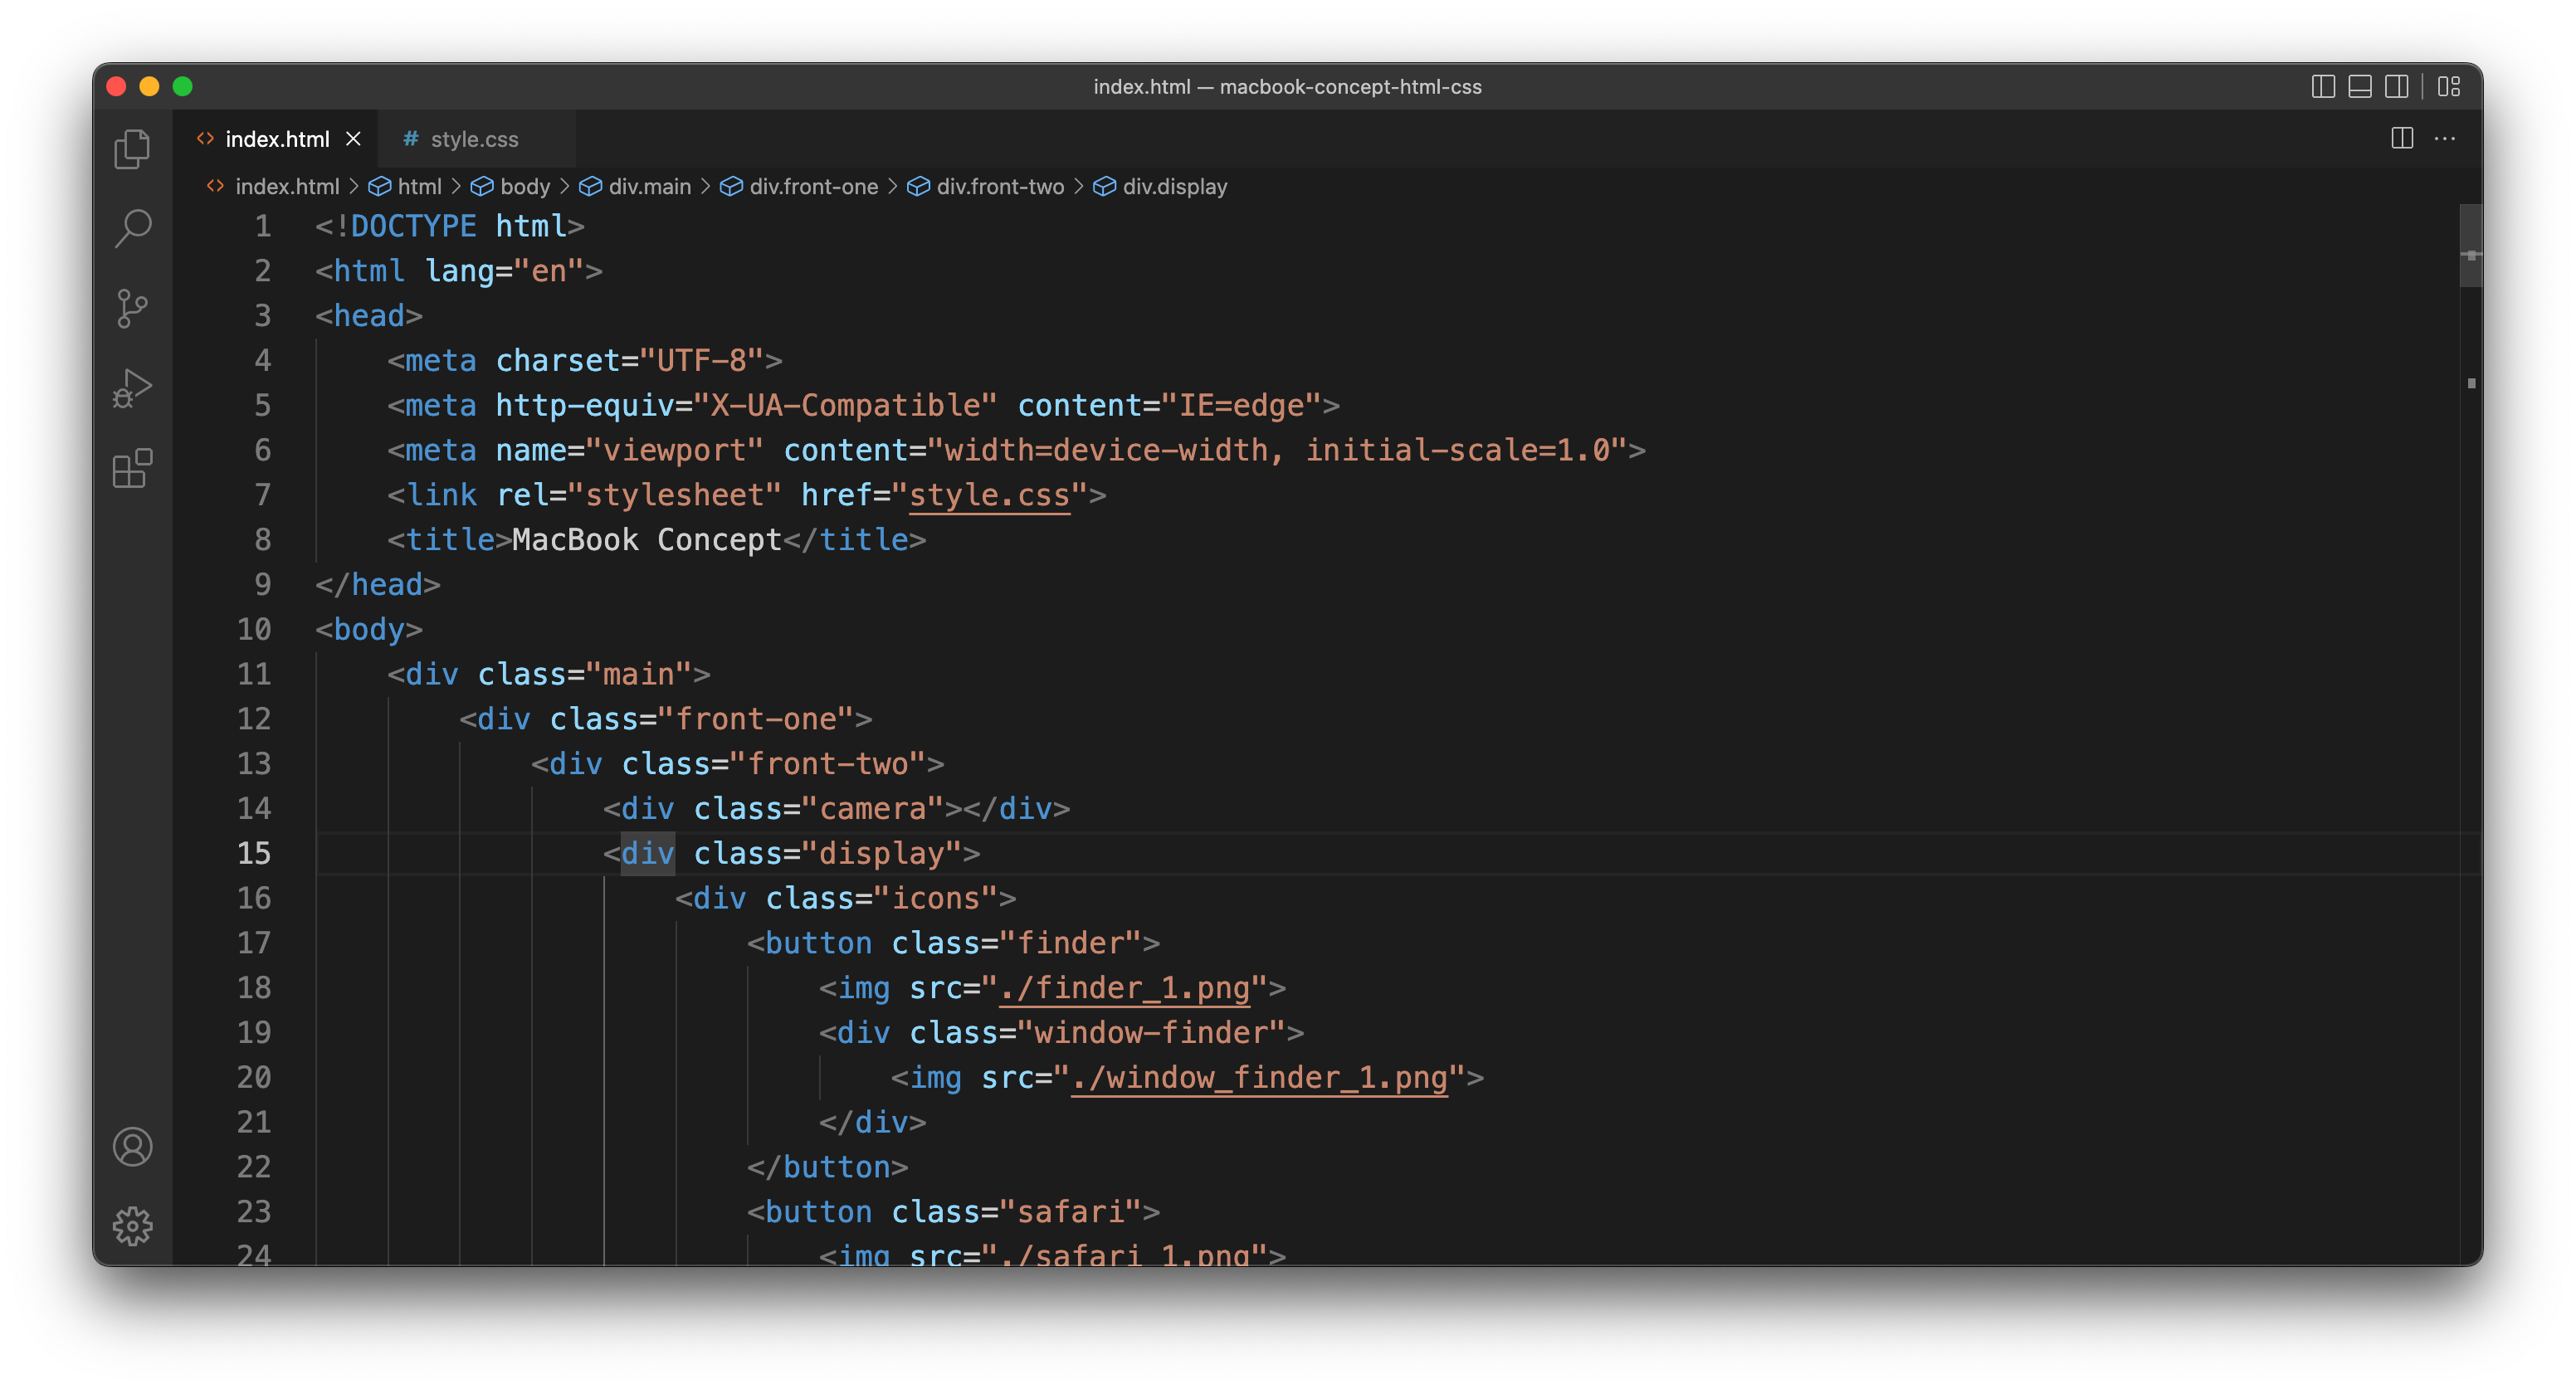 index.html — macbook-concept-html-css
index.html
# style.css
index.html > html > body > div.main > div.front-one > div.front-two > div.display
1 <!DOCTYPE html>
2 <html lang="en">
3 <head>
4     <meta charset="UTF-8">
5     <meta http-equiv="X-UA-Compatible" content="IE=edge">
6     <meta name="viewport" content="width=device-width, initial-scale=1.0">
7     <link rel="stylesheet" href="style.css">
8     <title>MacBook Concept</title>
9 </head>
10 <body>
11     <div class="main">
12         <div class="front-one">
13             <div class="front-two">
14                 <div class="camera"></div>
15                 <div class="display">
16                     <div class="icons">
17                         <button class="finder">
18                             <img src="./finder_1.png">
19                             <div class="window-finder">
20                                 <img src="./window_finder_1.png">
21                             </div>
22                         </button>
23                         <button class="safari">
24                             <img src="./safari_1.png">